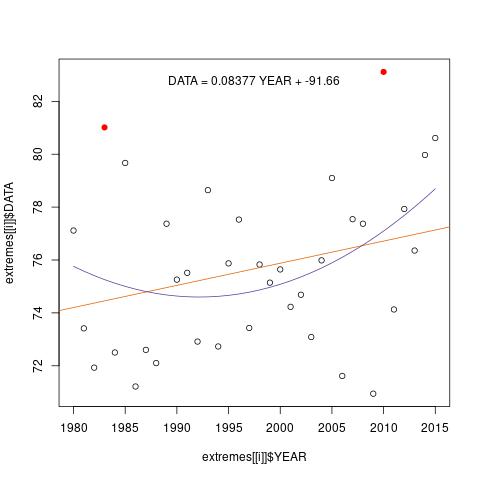 DATA = 0.08377 YEAR + -91.66
82
80
78
76
74
72
extremes[[i]]$DATA
1980 1985 1990 1995 2000 2005 2010 2015
extremes[[i]]$YEAR